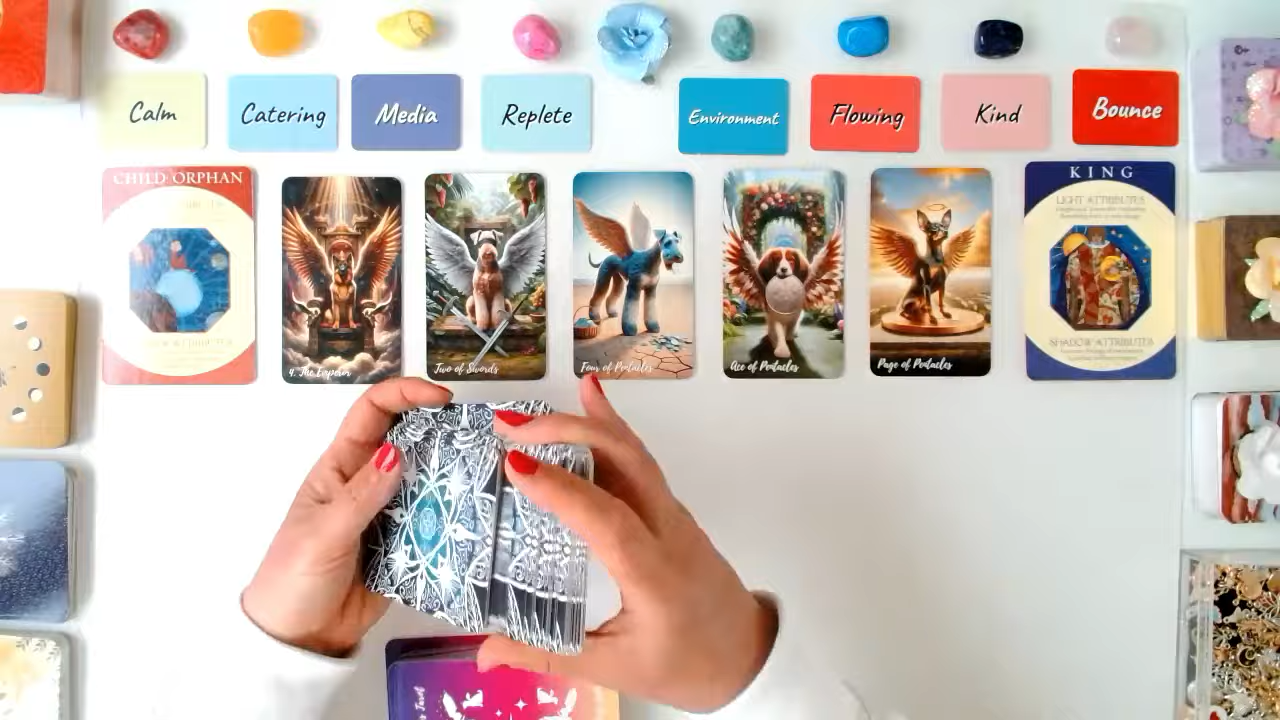 Calm
Catering
Media
Replete
Environment
Flowing
Kind
Bounce
CHILD·ORPHAN
4. The Emperor
Two of Swords
Four of Pentacles
Ace of Pentacles
Page of Pentacles
KING
LIGHT ATTRIBUTES
SHADOW ATTRIBUTES
Tarot